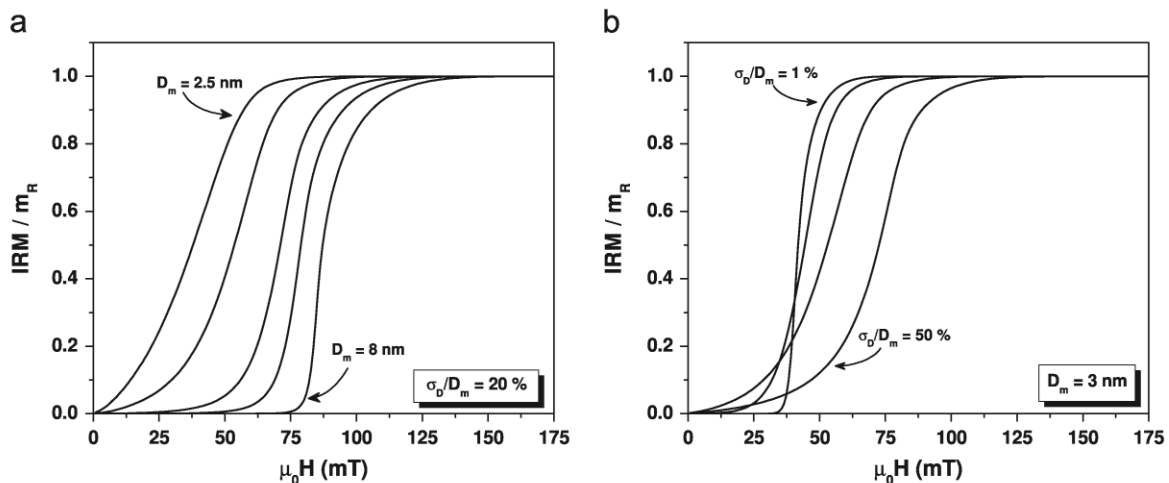 a
IRM / m_R
1.0
0.8
0.6
0.4
0.2
0.0
D_m = 2.5 nm
D_m = 8 nm
σ_D/D_m = 20 %
0 25 50 75 100 125 150 175
μ_0H (mT)
b
IRM / m_R
1.0
0.8
0.6
0.4
0.2
0.0
σ_D/D_m = 1 %
σ_D/D_m = 50 %
D_m = 3 nm
0 25 50 75 100 125 150 175
μ_0H (mT)